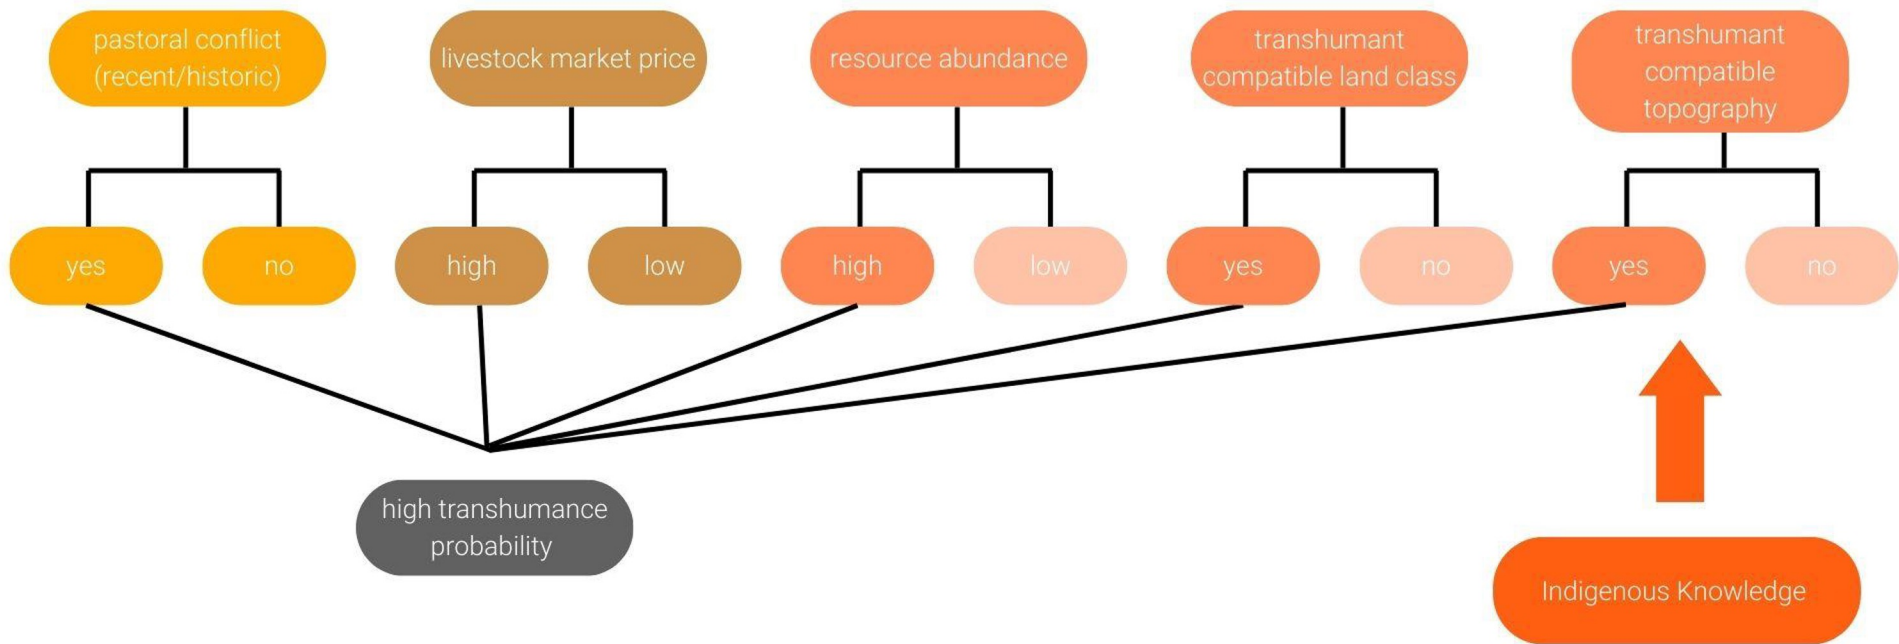 pastoral conflict
(recent/historic)
livestock market price
resource abundance
transhumant
compatible land class
transhumant
compatible
topography
yes
no
high
low
high
low
yes
no
yes
no
high transhumance
probability
Indigenous Knowledge